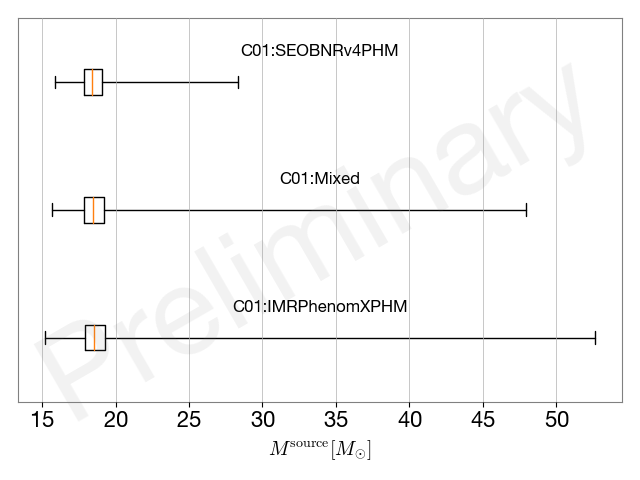 C01:SEOBNRv4PHM
C01:Mixed
C01:IMRPhenomXPHM
Preliminary
15 20 25 30 35 40 45 50
M^source [M_⊙]